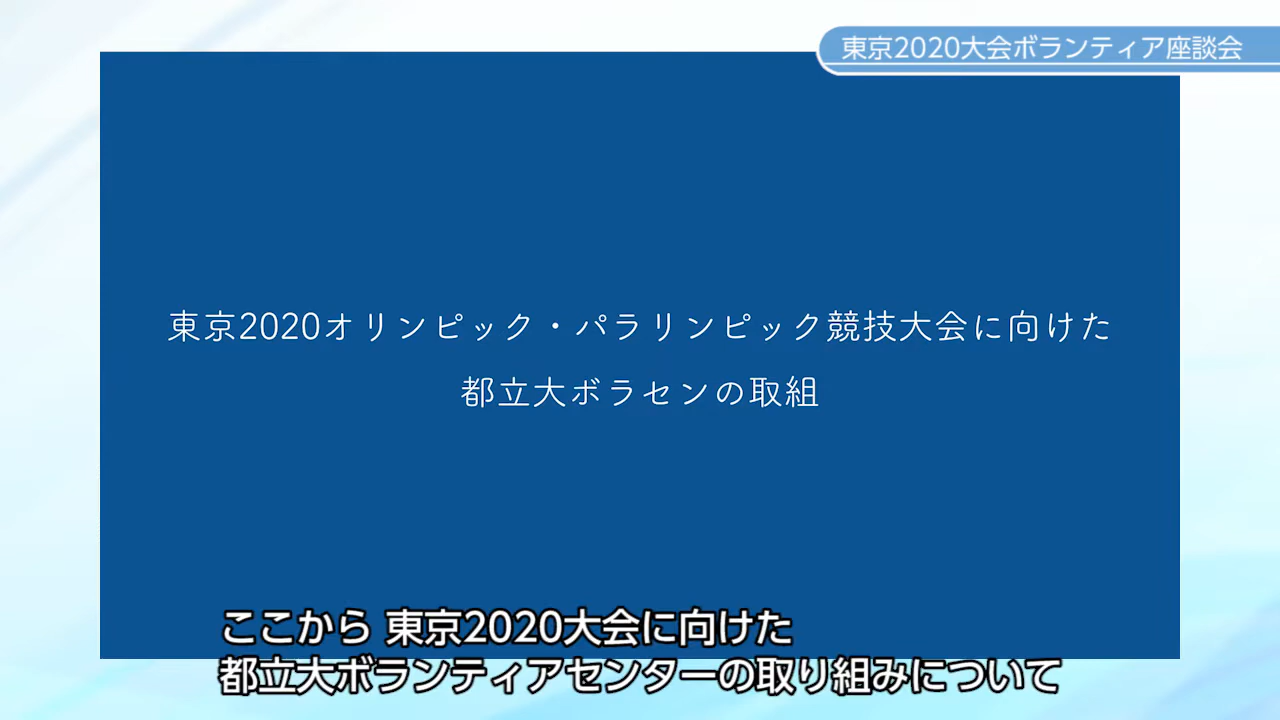 東京2020大会ボランティア座談会
東京2020オリンピック・パラリンピック競技大会に向けた
都立大ボラセンの取組
ここから 東京2020大会に向けた
都立大ボランティアセンターの取り組みについて